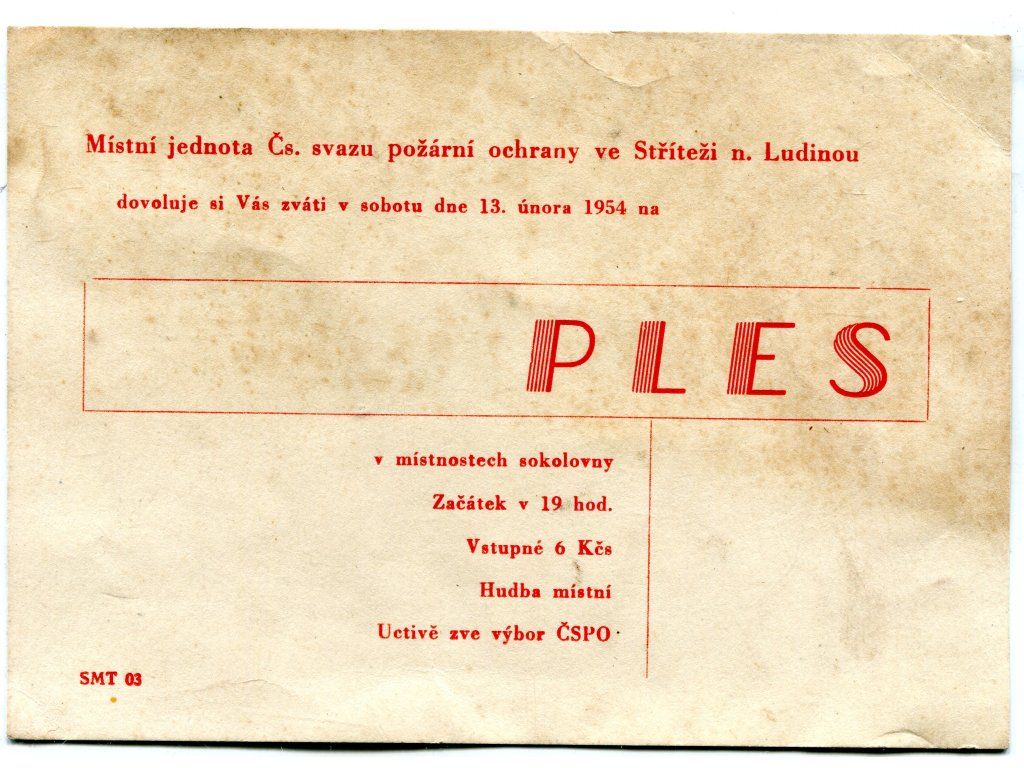 Místní jednota Čs. svazu požární ochrany ve Stříteži n. Ludinou
dovoluje si Vás zváti v sobotu dne 13. února 1954 na
PLES
v místnostech sokolovny
Začátek v 19 hod.
Vstupné 6 Kčs
Hudba místní
Uctivě zve výbor ČSPO
SMT 03